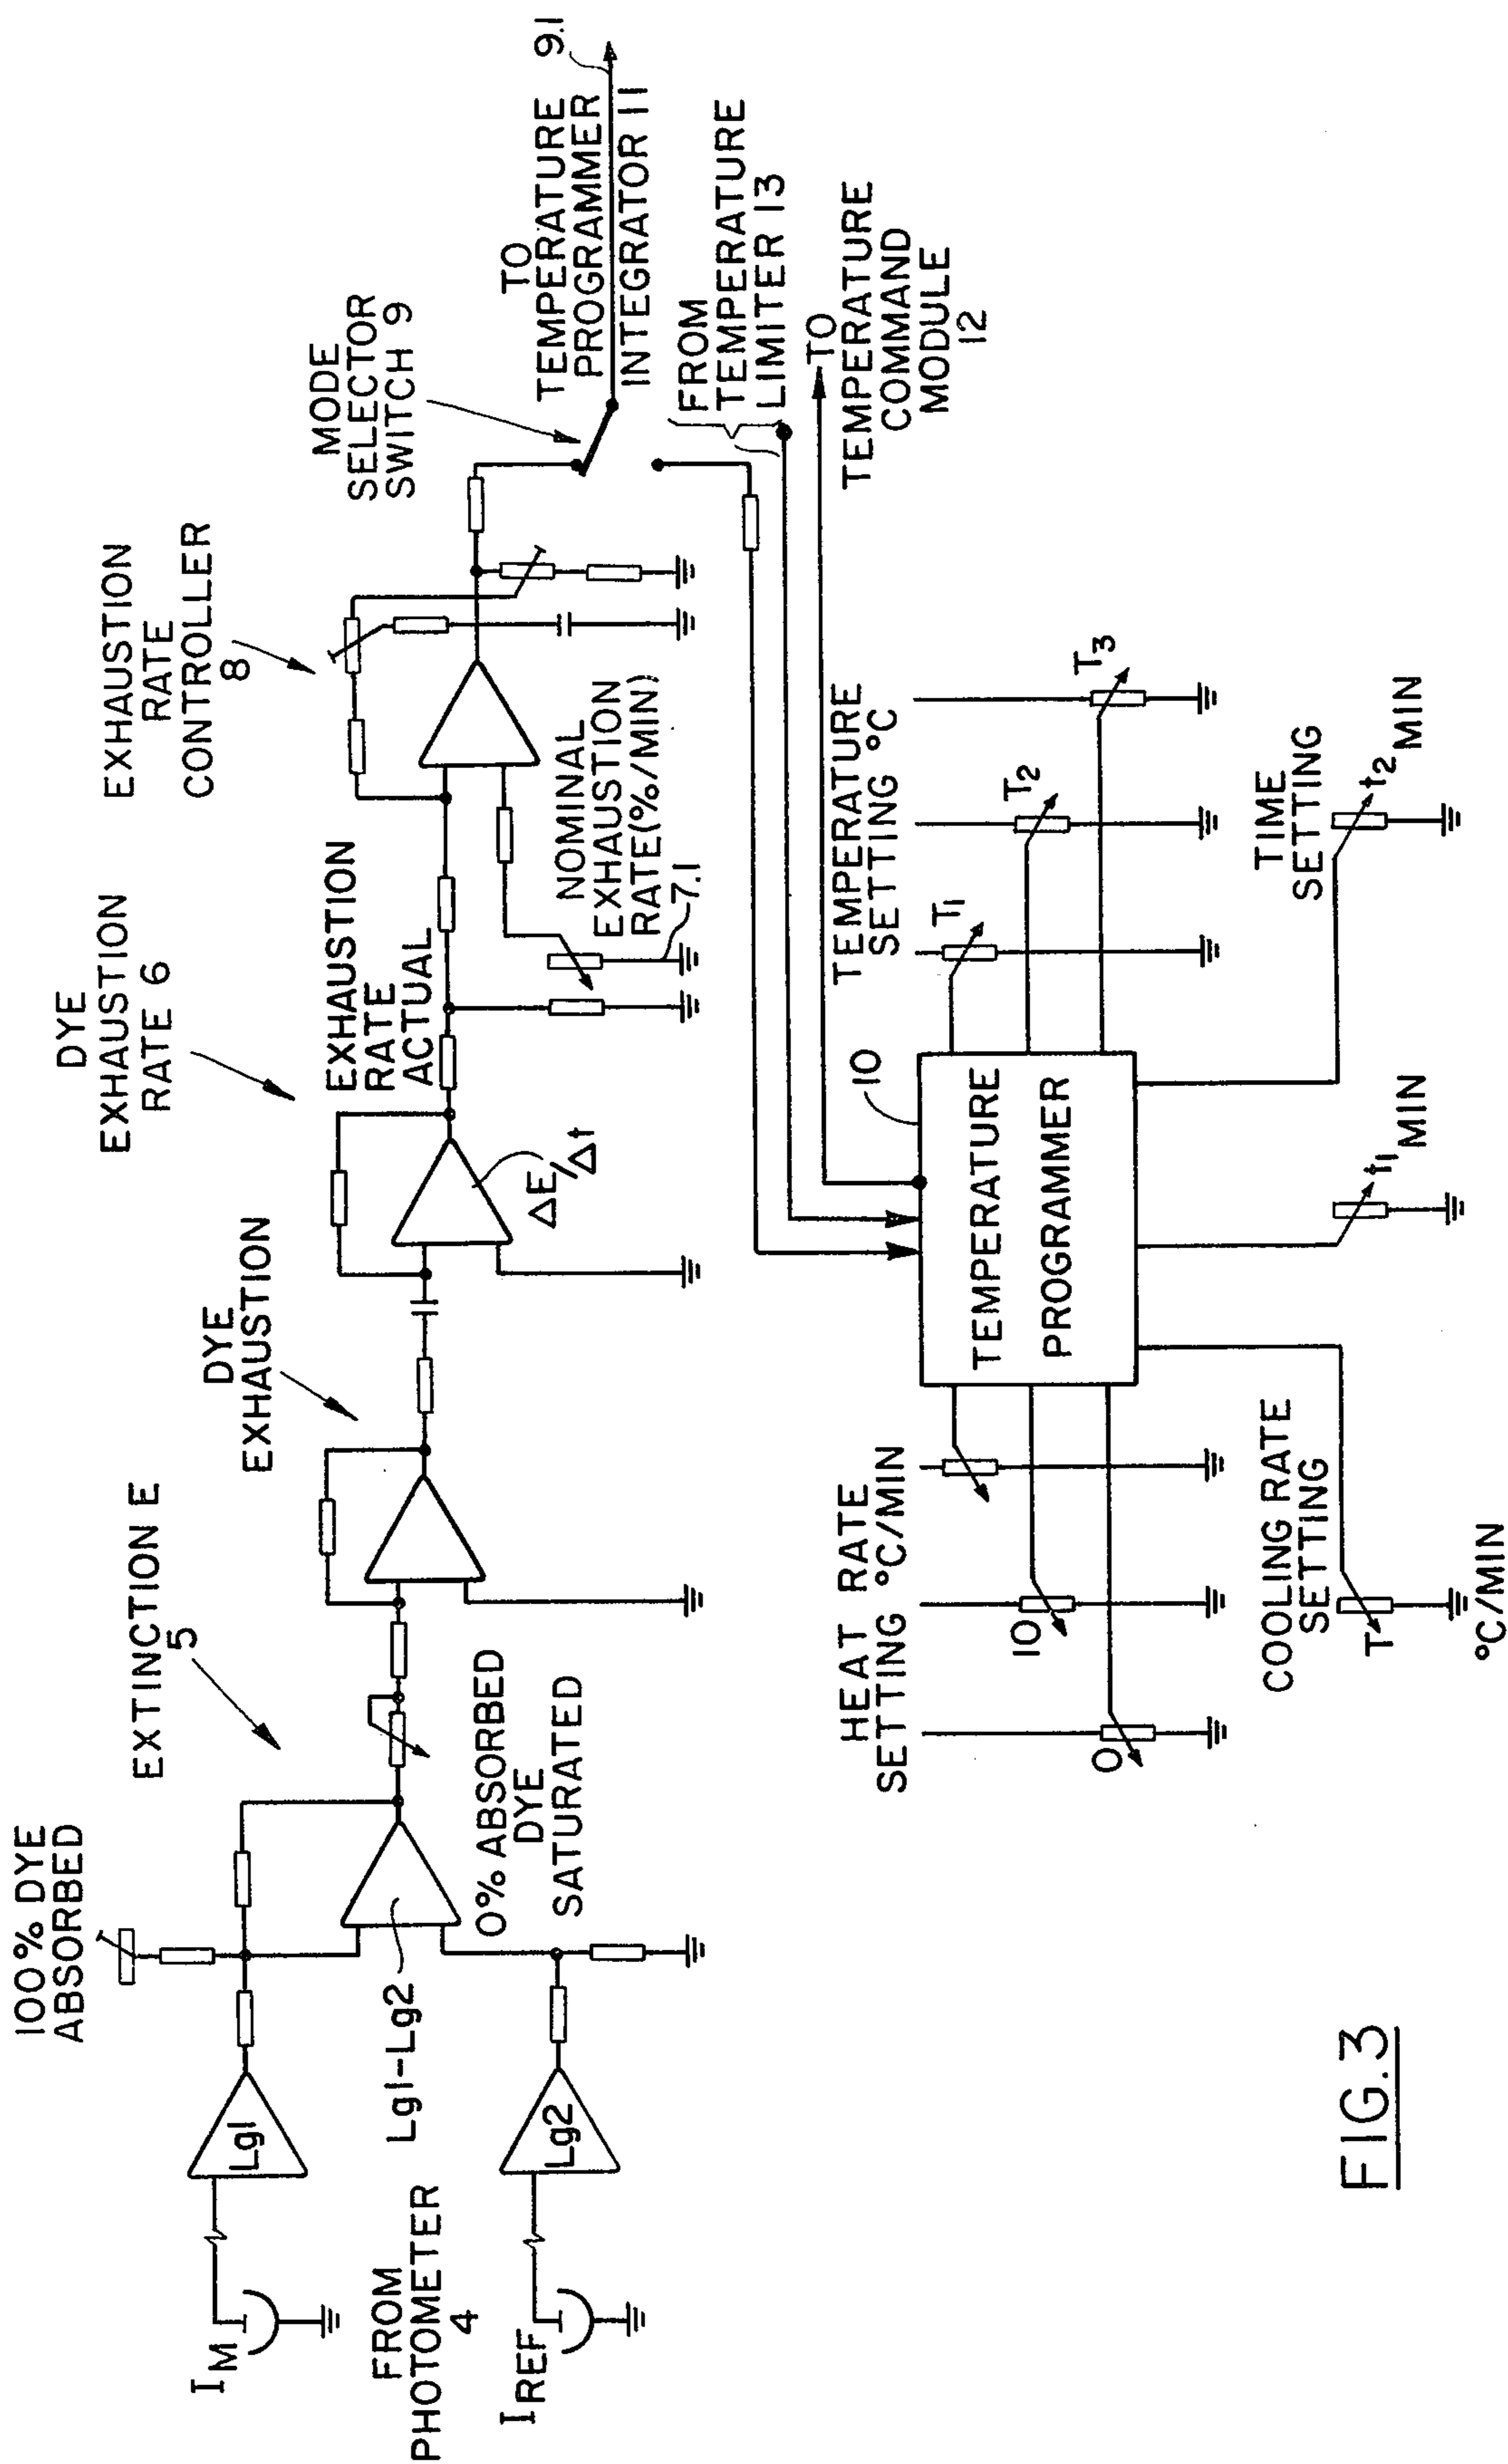 100% DYE
ABSORBED
EXTINCTION E
5
DYE
EXHAUSTION
DYE
EXHAUSTION
RATE 6
EXHAUSTION
RATE
CONTROLLER
8
MODE
SELECTOR
SWITCH 9
TO
TEMPERATURE
PROGRAMMER
INTEGRATOR 11
9.1
IM
Lg1
Lg1-Lg2
FROM
PHOTOMETER
4
IREF
Lg2
0% ABSORBED
DYE
SATURATED
ΔE/Δt
EXHAUSTION
RATE
ACTUAL
NOMINAL
EXHAUSTION
RATE(%/MIN)
7.1
FROM
TEMPERATURE
LIMITER 13
TO
TEMPERATURE
COMMAND
MODULE
12
HEAT RATE
SETTING °C/MIN
0
10
10
TEMPERATURE
PROGRAMMER
TEMPERATURE
SETTING °C
T1
T2
T3
COOLING RATE
SETTING
T
°C/MIN
t1 MIN
TIME
SETTING
t2 MIN
FIG.3